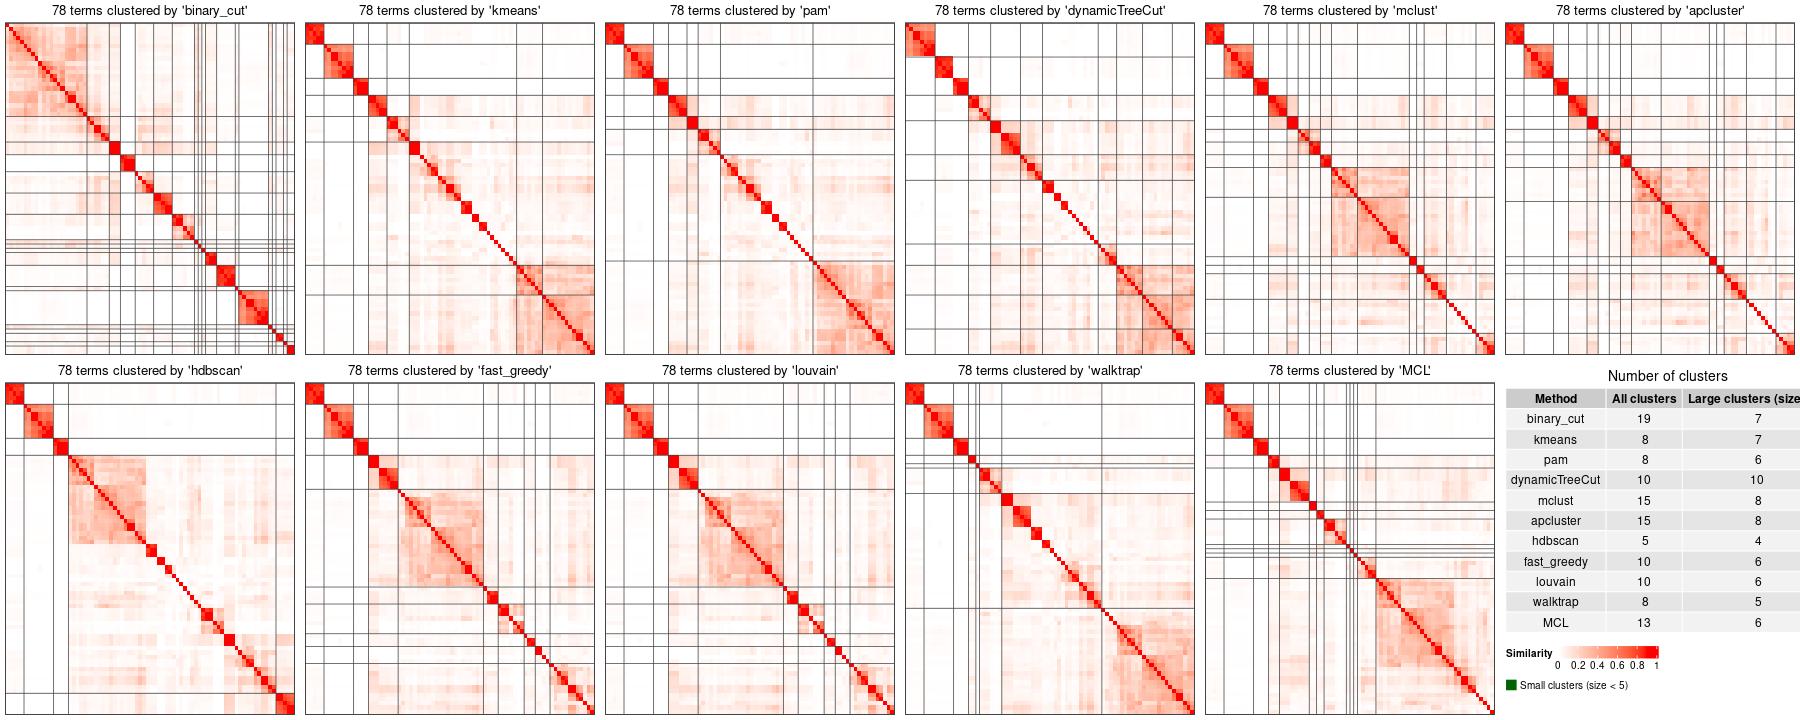 78 terms clustered by 'binary_cut'
78 terms clustered by 'kmeans'
78 terms clustered by 'pam'
78 terms clustered by 'dynamicTreeCut'
78 terms clustered by 'mclust'
78 terms clustered by 'apcluster'
78 terms clustered by 'hdbscan'
78 terms clustered by 'fast_greedy'
78 terms clustered by 'louvain'
78 terms clustered by 'walktrap'
78 terms clustered by 'MCL'
Number of clusters
Method All clusters Large clusters (size
binary_cut 19 7
kmeans 8 7
pam 8 6
dynamicTreeCut 10 10
mclust 15 8
apcluster 15 8
hdbscan 5 4
fast_greedy 10 6
louvain 10 6
walktrap 8 5
MCL 13 6
Similarity
0 0.2 0.4 0.6 0.8 1
Small clusters (size < 5)